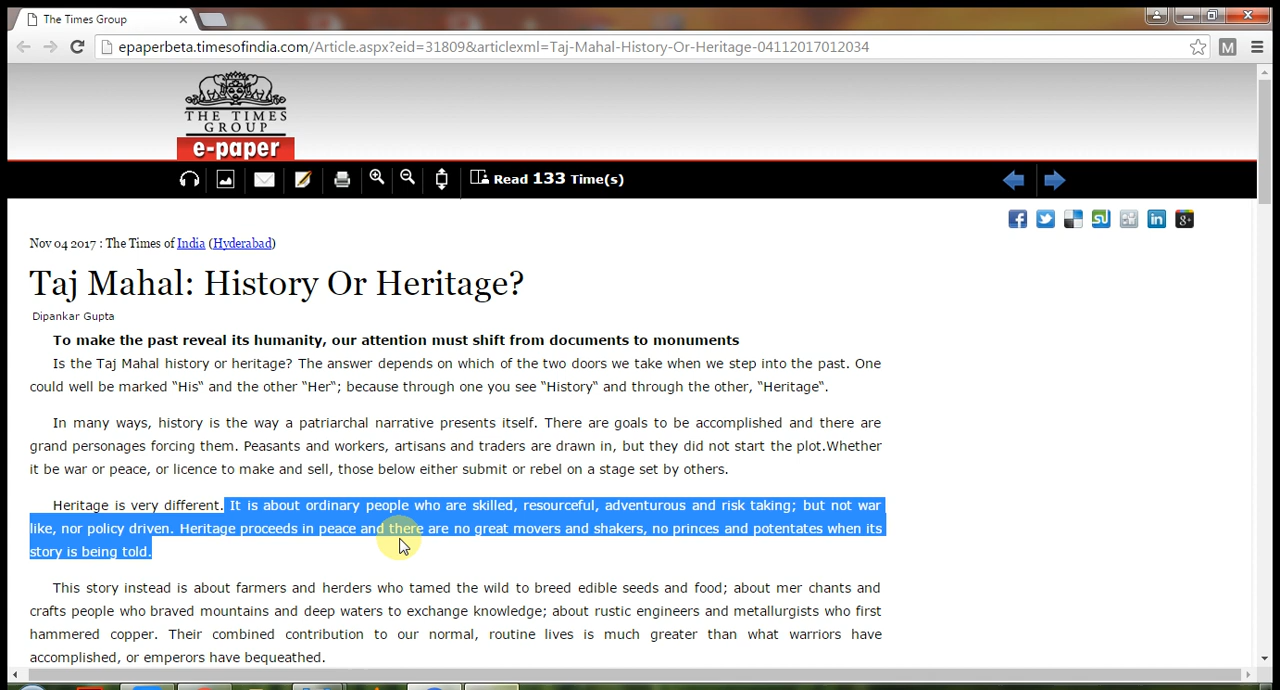 The Times Group
epaperbeta.timesofindia.com/Article.aspx?eid=31809&articlexml=Taj-Mahal-History-Or-Heritage-04112017012034
M
THE TIMES
GROUP
e-paper
Read 133 Time(s)
Nov 04 2017 : The Times of India (Hyderabad)
Taj Mahal: History Or Heritage?
Dipankar Gupta
To make the past reveal its humanity, our attention must shift from documents to monuments
Is the Taj Mahal history or heritage? The answer depends on which of the two doors we take when we step into the past. One
could well be marked “His“ and the other “Her“; because through one you see “History“ and through the other, “Heritage“.
In many ways, history is the way a patriarchal narrative presents itself. There are goals to be accomplished and there are
grand personages forcing them. Peasants and workers, artisans and traders are drawn in, but they did not start the plot.Whether
it be war or peace, or licence to make and sell, those below either submit or rebel on a stage set by others.
Heritage is very different. It is about ordinary people who are skilled, resourceful, adventurous and risk taking; but not war
like, nor policy driven. Heritage proceeds in peace and there are no great movers and shakers, no princes and potentates when its
story is being told.
This story instead is about farmers and herders who tamed the wild to breed edible seeds and food; about mer chants and
crafts people who braved mountains and deep waters to exchange knowledge; about rustic engineers and metallurgists who first
hammered copper. Their combined contribution to our normal, routine lives is much greater than what warriors have
accomplished, or emperors have bequeathed.